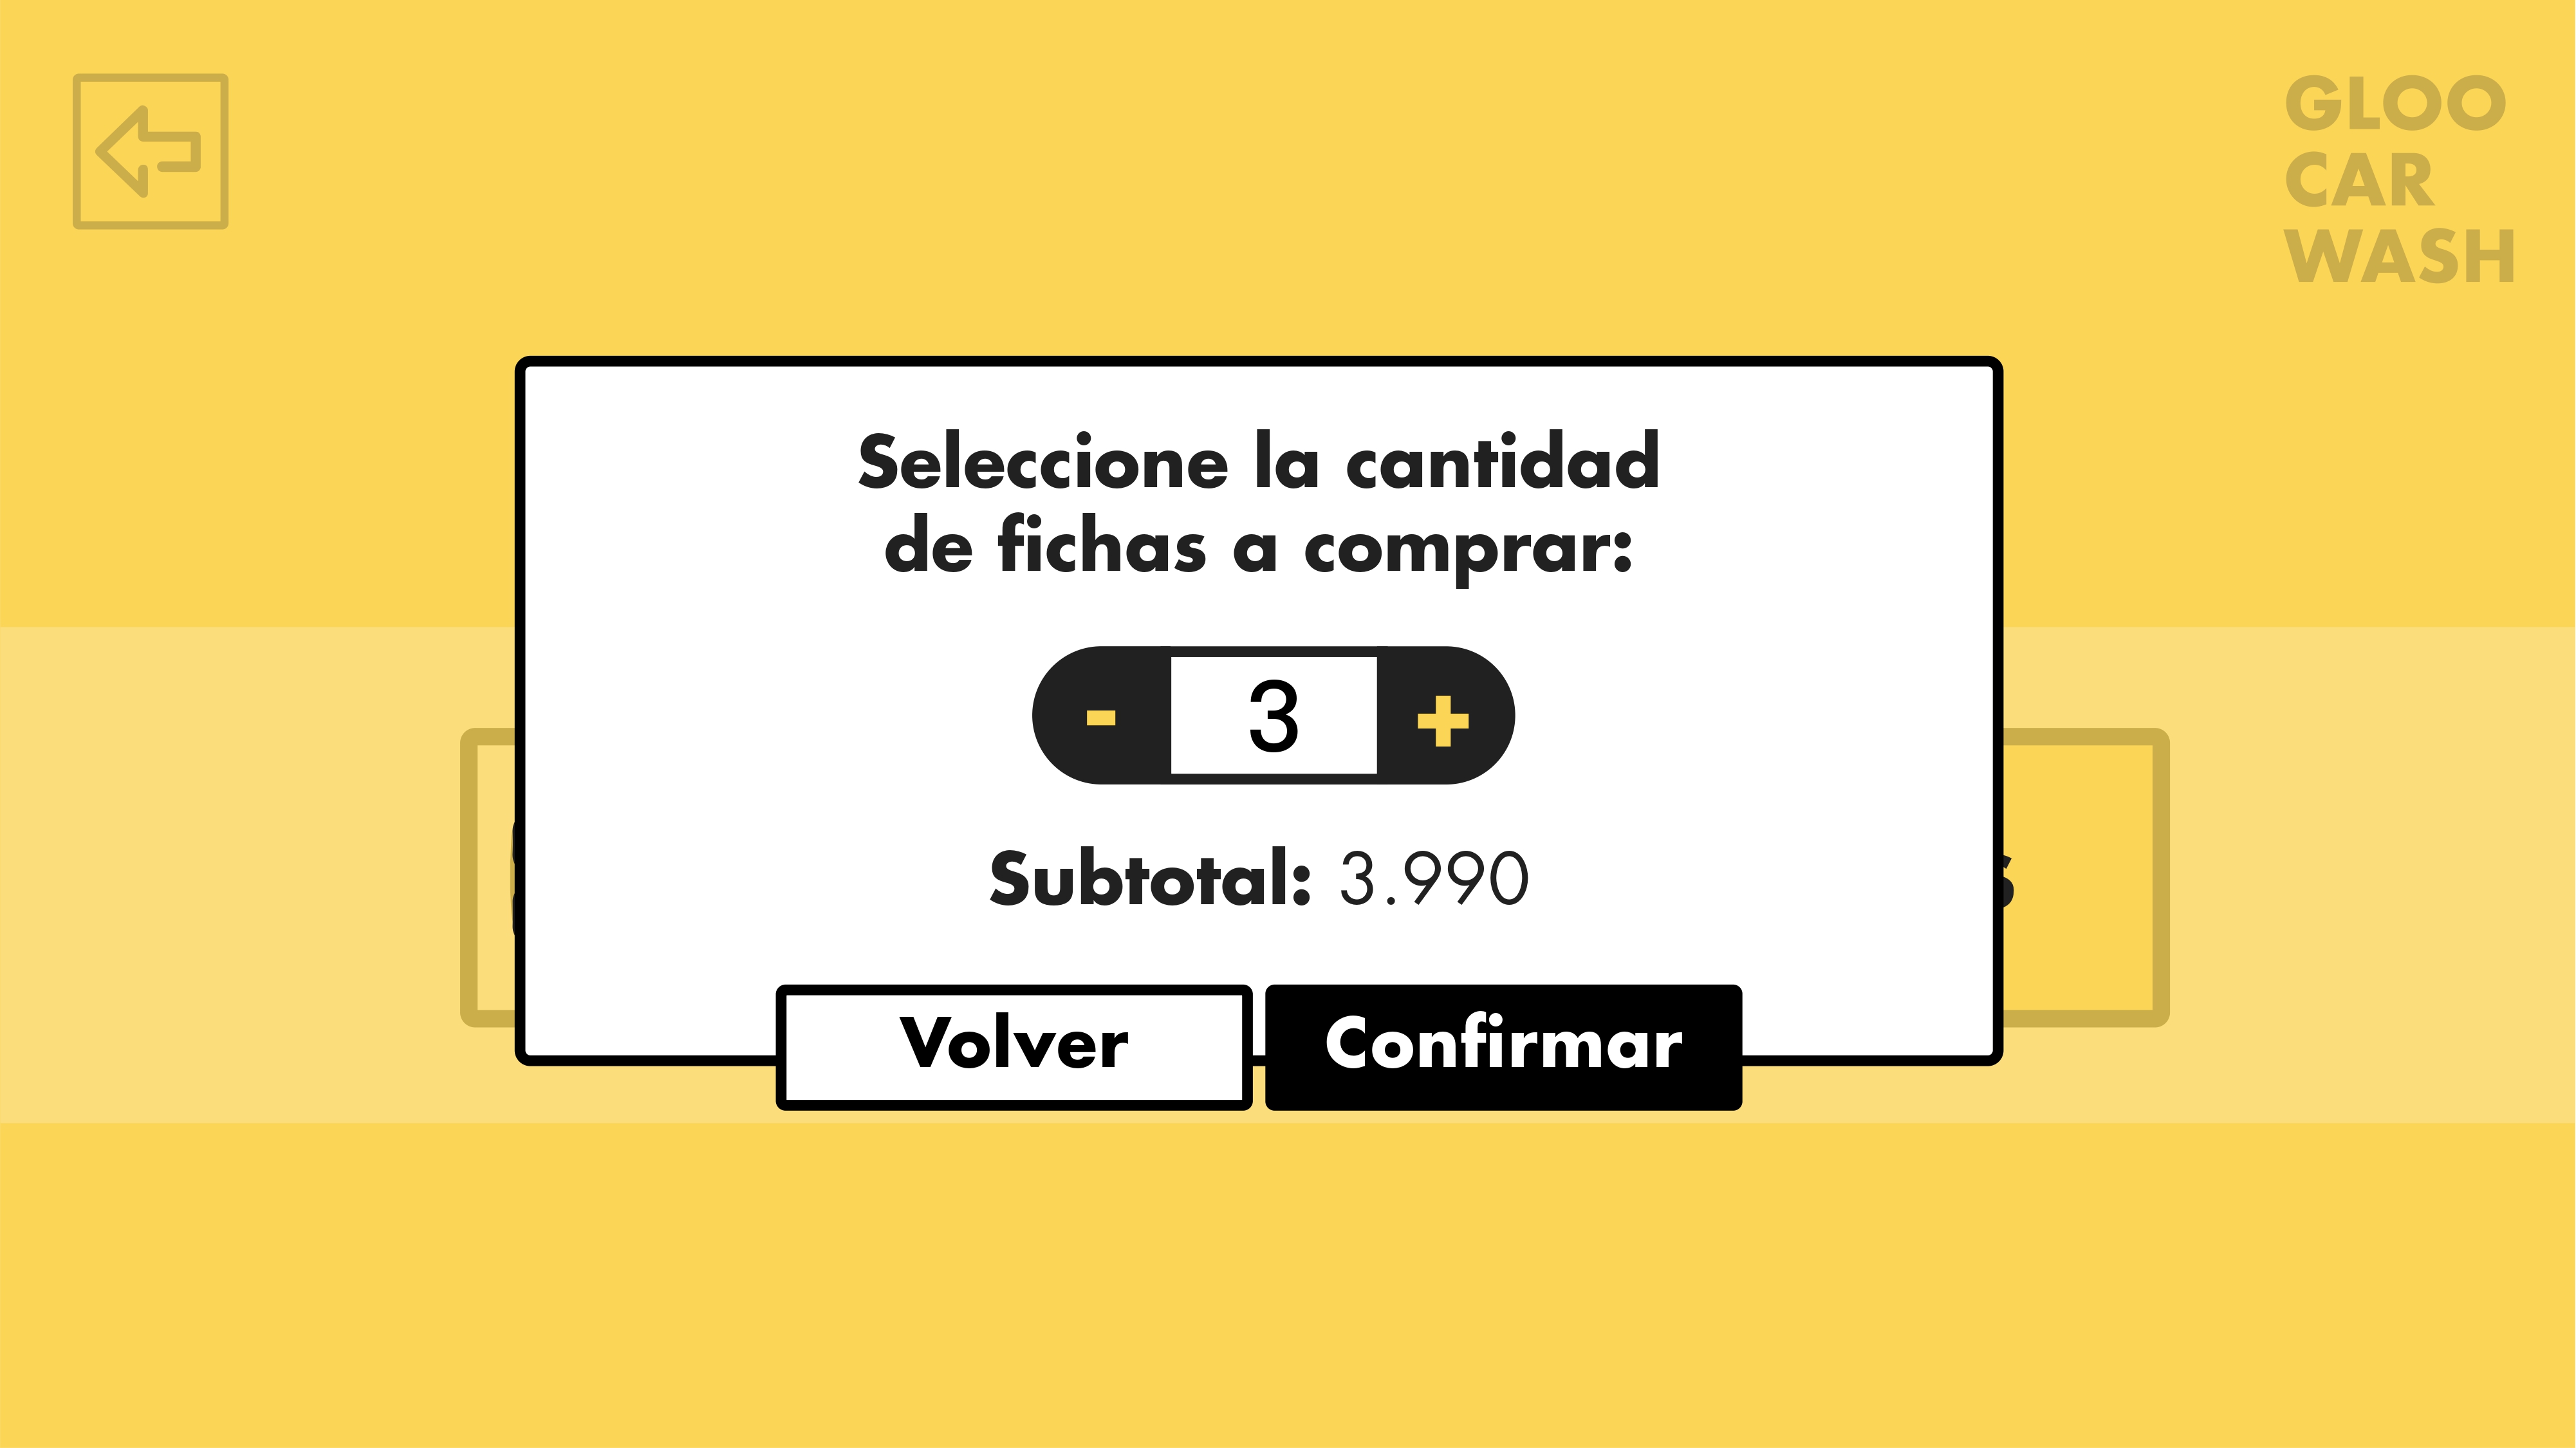 GLOO
CAR
WASH
Seleccione la cantidad
de fichas a comprar:
- 3 +
Subtotal: 3.990
Volver Confirmar